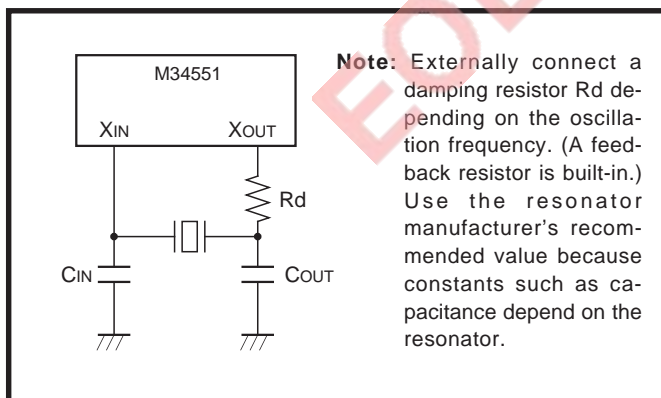 M34551
XIN
XOUT
Rd
CIN
COUT
Note: Externally connect a
damping resistor Rd de-
pending on the oscilla-
tion frequency. (A feed-
back resistor is built-in.)
Use the resonator
manufacturer's recom-
mended value because
constants such as ca-
pacitance depend on the
resonator.